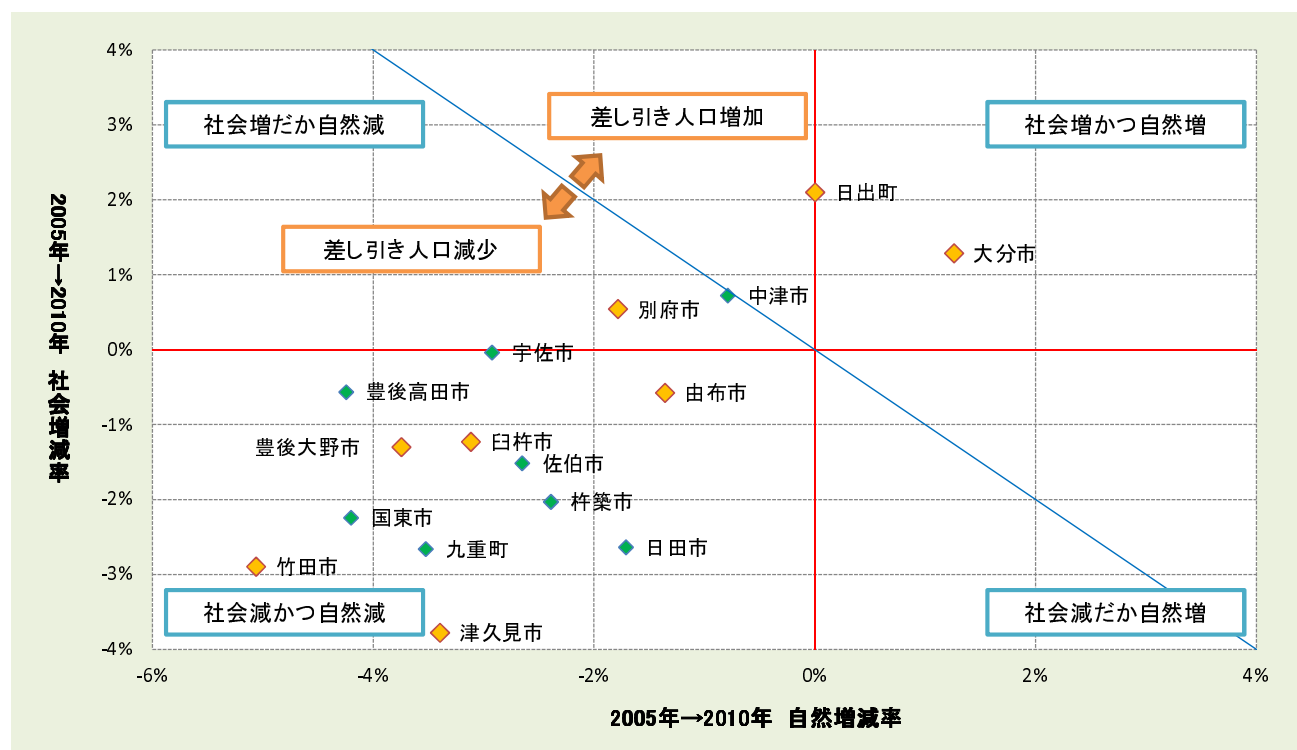 4%
3%
2%
1%
0%
-1%
-2%
-3%
-4%
2005年→2010年 社会増減率
社会増だか自然減
差し引き人口増加
社会増かつ自然増
差し引き人口減少
日出町
大分市
中津市
別府市
宇佐市
豊後高田市
由布市
豊後大野市
臼杵市
佐伯市
杵築市
国東市
九重町
日田市
竹田市
社会減かつ自然減
社会減だか自然増
津久見市
-6%
-4%
-2%
0%
2%
4%
2005年→2010年 自然増減率